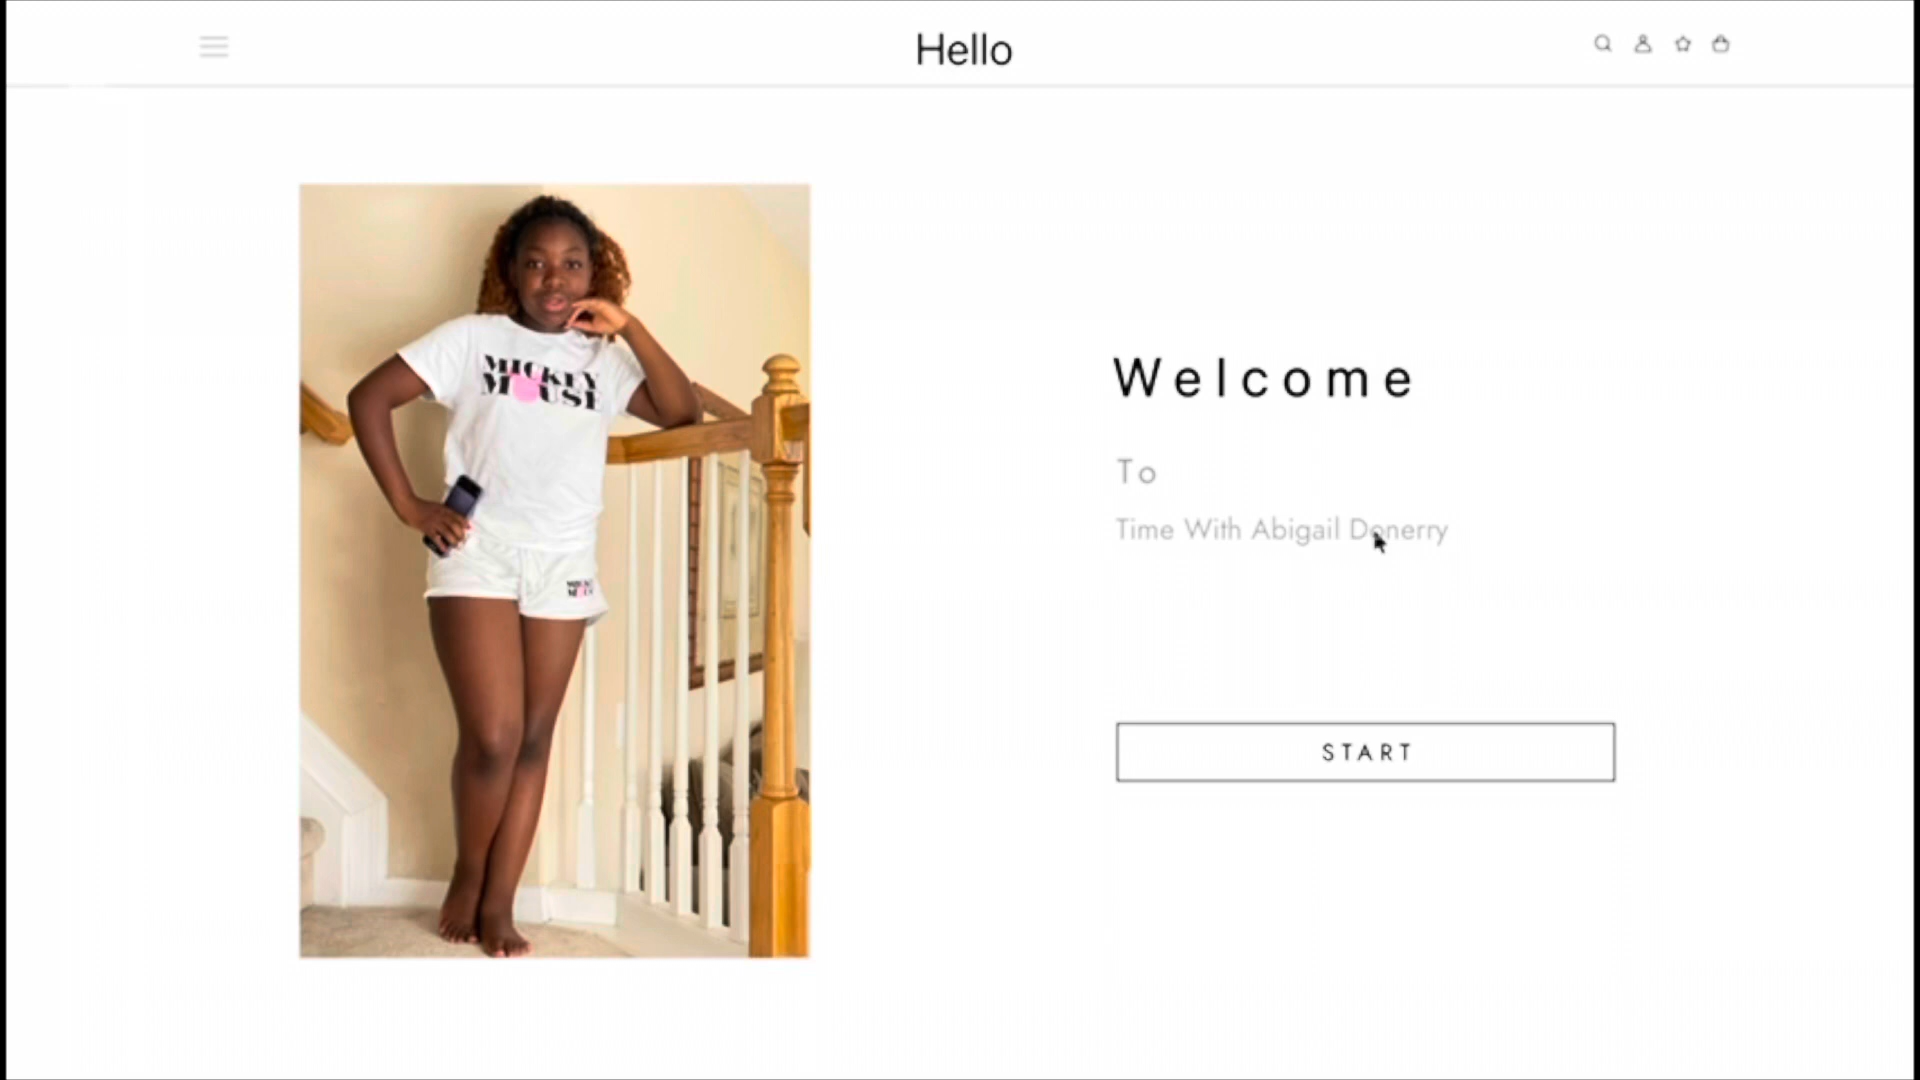 Hello
Welcome
To
Time With Abigail Donerry
START
MICKEY
MOUSE